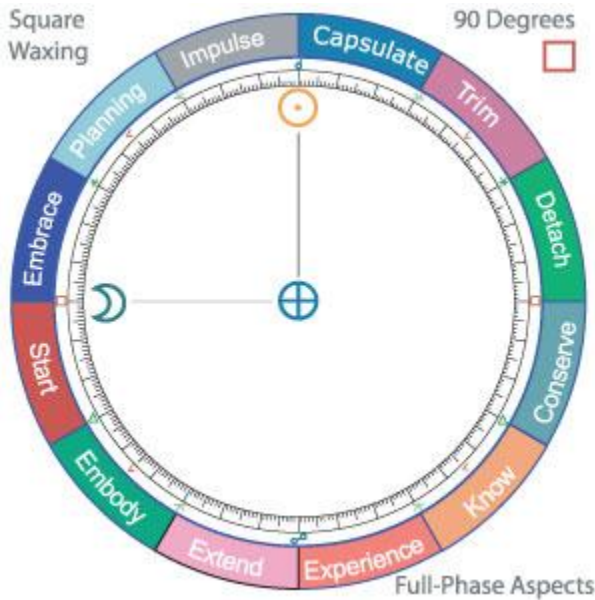 Square
Waxing
90 Degrees
Impulse
Capsulate
Trim
Detach
Conserve
Know
Experience
Extend
Embody
Start
Embrace
Planning
Full-Phase Aspects